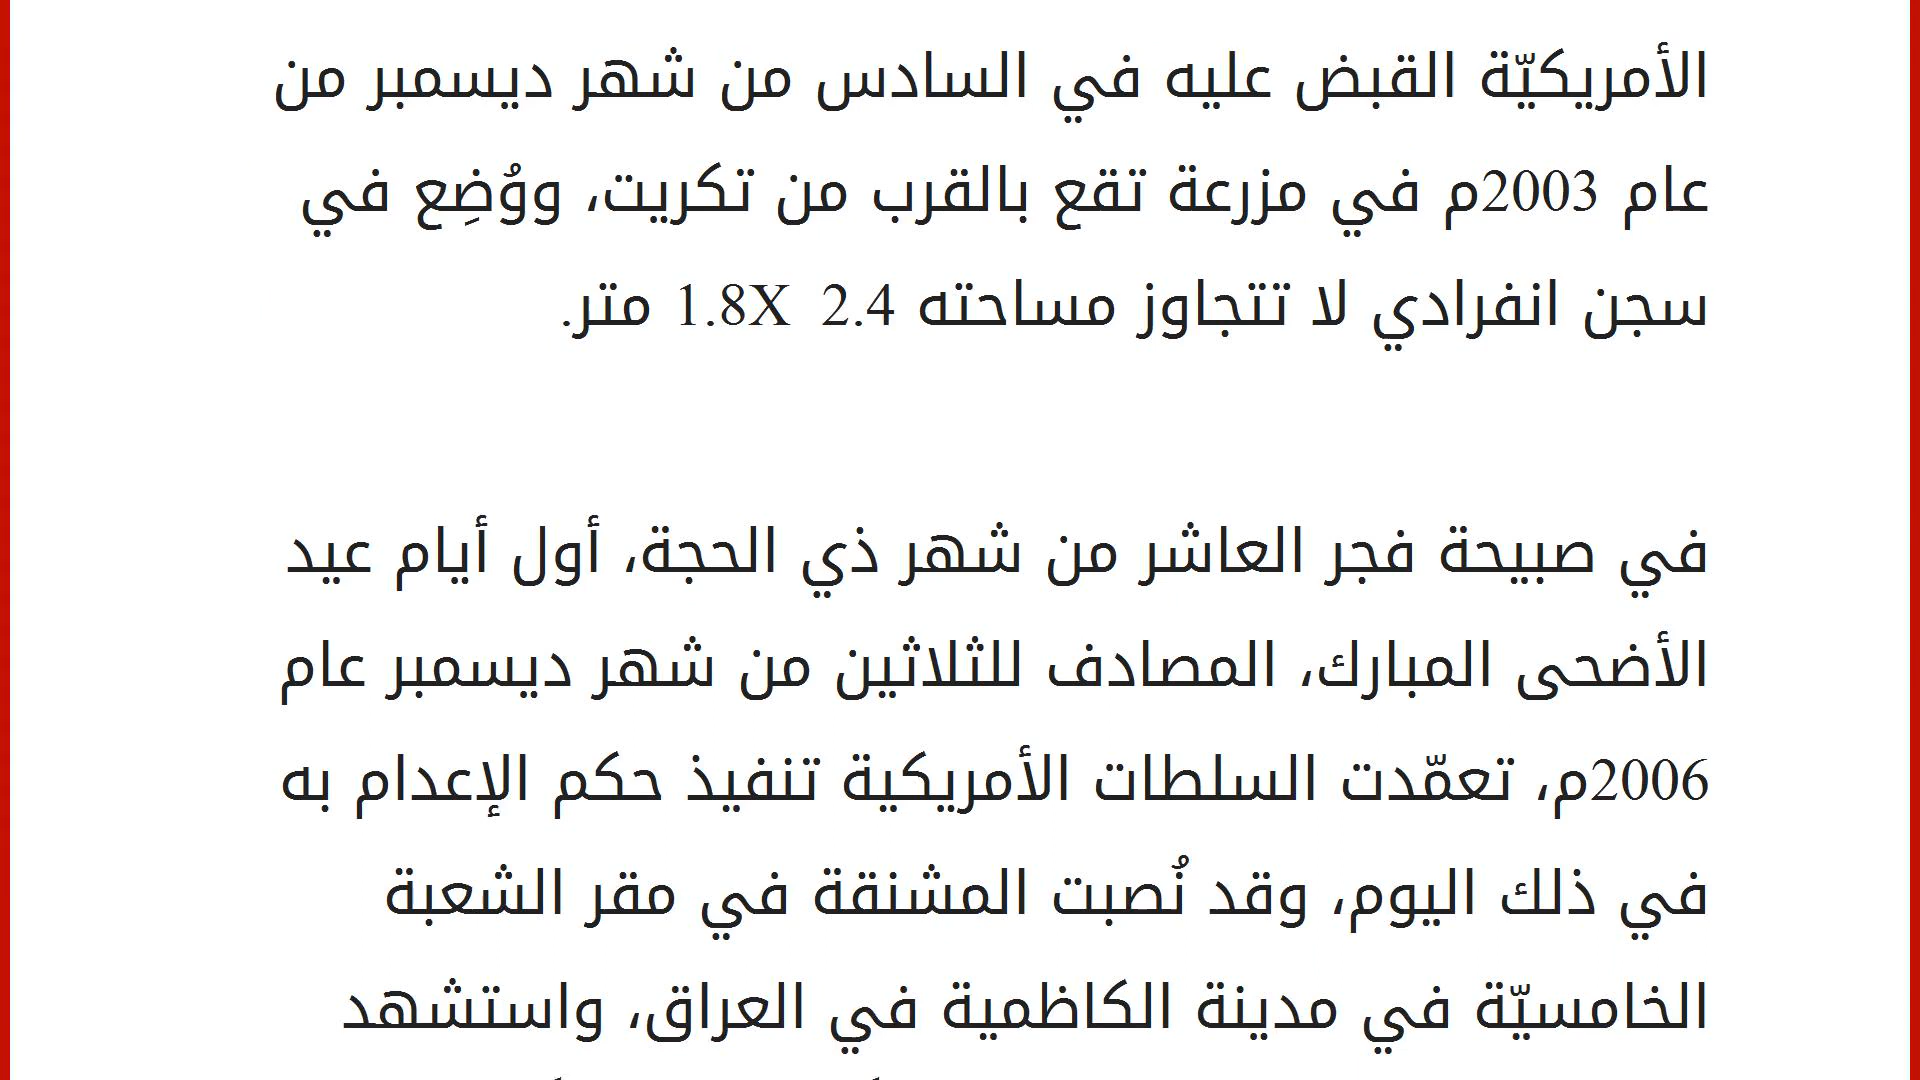 الأمريكيّة القبض عليه في السادس من شهر ديسمبر من
عام 2003م في مزرعة تقع بالقرب من تكريت، ووُضِع في
سجن انفرادي لا تتجاوز مساحته 2.4 1.8X متر.
في صبيحة فجر العاشر من شهر ذي الحجة، أول أيام عيد
الأضحى المبارك، المصادف للثلاثين من شهر ديسمبر عام
2006م، تعمّدت السلطات الأمريكية تنفيذ حكم الإعدام به
في ذلك اليوم، وقد نُصبت المشنقة في مقر الشعبة
الخامسيّة في مدينة الكاظمية في العراق، واستشهد